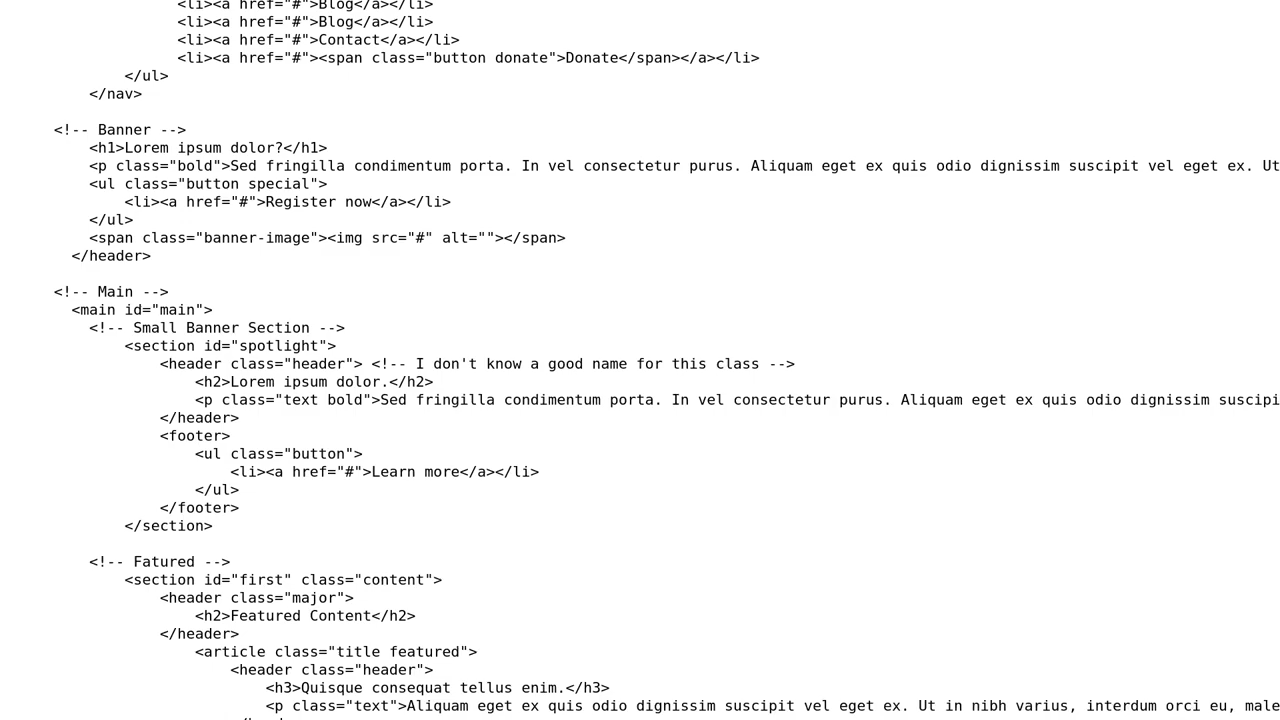 <li><a href="#">Blog</a></li>
<li><a href="#">Blog</a></li>
<li><a href="#">Contact</a></li>
<li><a href="#"><span class="button donate">Donate</span></a></li>
</ul>
</nav>
<!-- Banner -->
<h1>Lorem ipsum dolor?</h1>
<p class="bold">Sed fringilla condimentum porta. In vel consectetur purus. Aliquam eget ex quis odio dignissim suscipit vel eget ex. Ut
<ul class="button special">
<li><a href="#">Register now</a></li>
</ul>
<span class="banner-image"><img src="#" alt=""></span>
</header>
<!-- Main -->
<main id="main">
<!-- Small Banner Section -->
<section id="spotlight">
<header class="header"> <!-- I don't know a good name for this class -->
<h2>Lorem ipsum dolor.</h2>
<p class="text bold">Sed fringilla condimentum porta. In vel consectetur purus. Aliquam eget ex quis odio dignissim suscipi
</header>
<footer>
<ul class="button">
<li><a href="#">Learn more</a></li>
</ul>
</footer>
</section>
<!-- Fatured -->
<section id="first" class="content">
<header class="major">
<h2>Featured Content</h2>
</header>
<article class="title featured">
<header class="header">
<h3>Quisque consequat tellus enim.</h3>
<p class="text">Aliquam eget ex quis odio dignissim suscipit vel eget ex. Ut in nibh varius, interdum orci eu, male